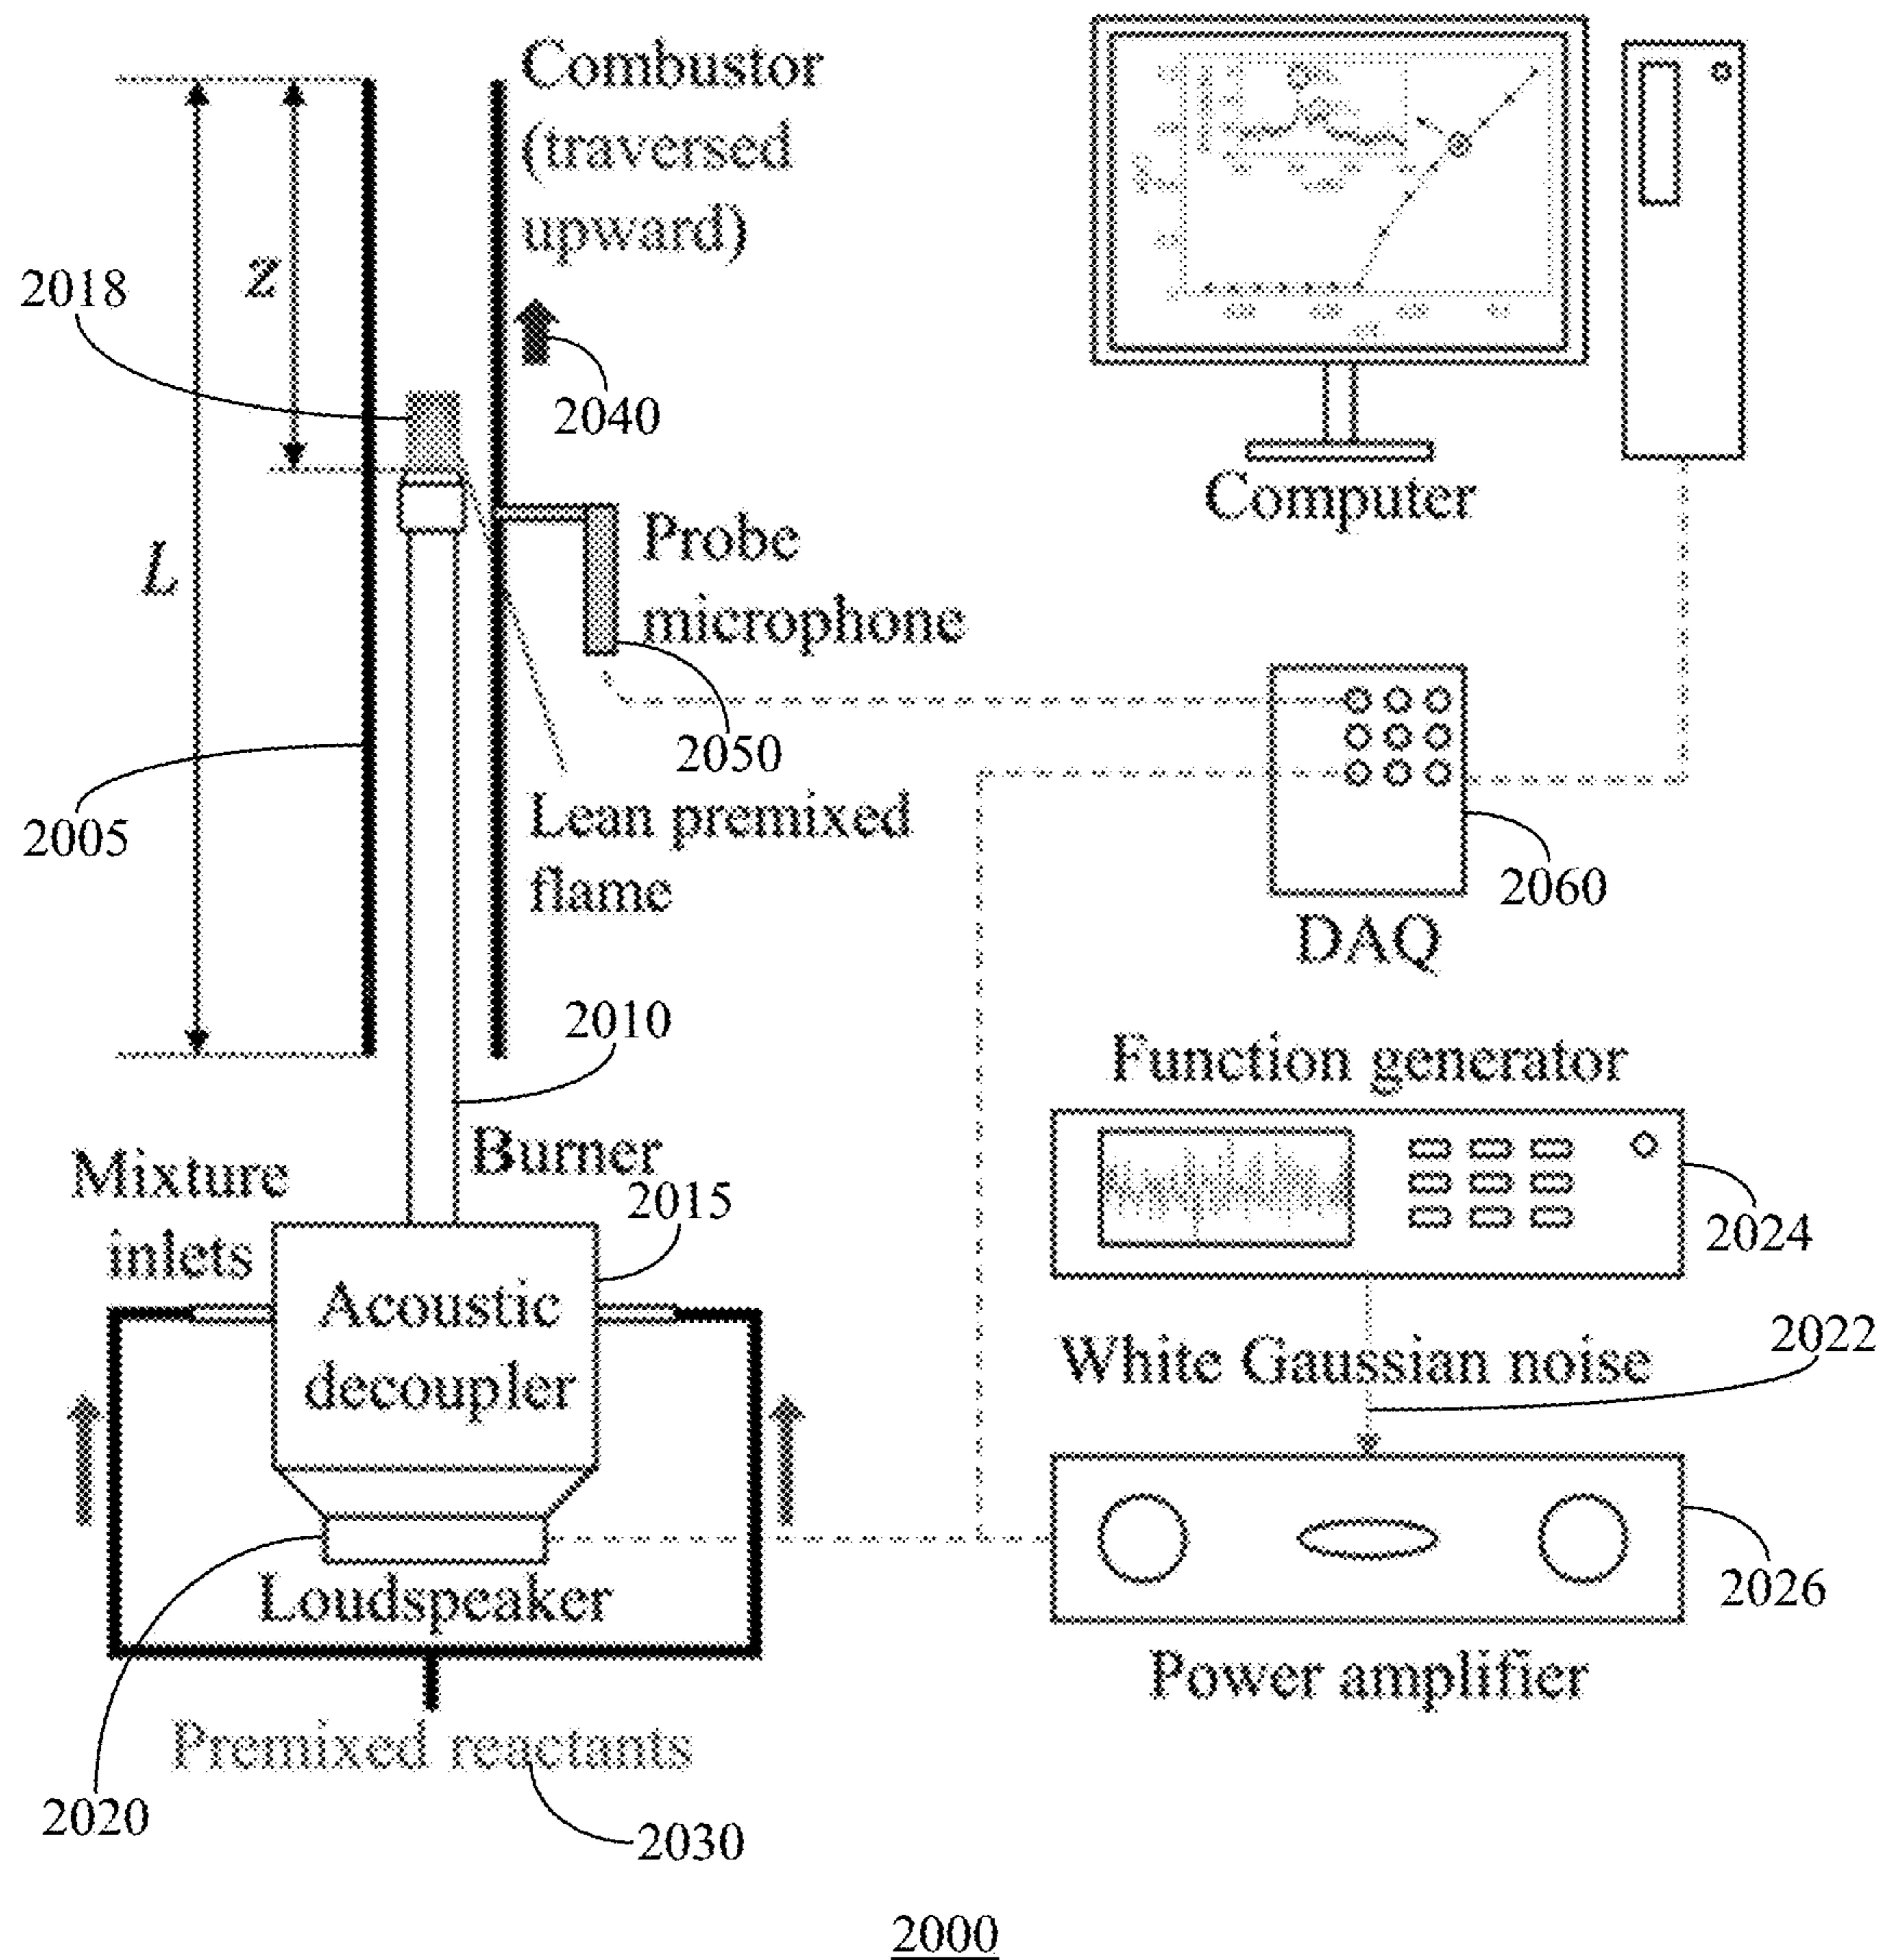 Combustor
(traversed
upward)
z
2018
2040
L
Probe
microphone
2050
2005
Lean premixed
flame
Computer
2060
DAQ
2010
Burner
Mixture
inlets
2015
Acoustic
decoupler
Loudspeaker
2020
Premixed reactants
2030
Function generator
2024
White Gaussian noise
2022
2026
Power amplifier
2000